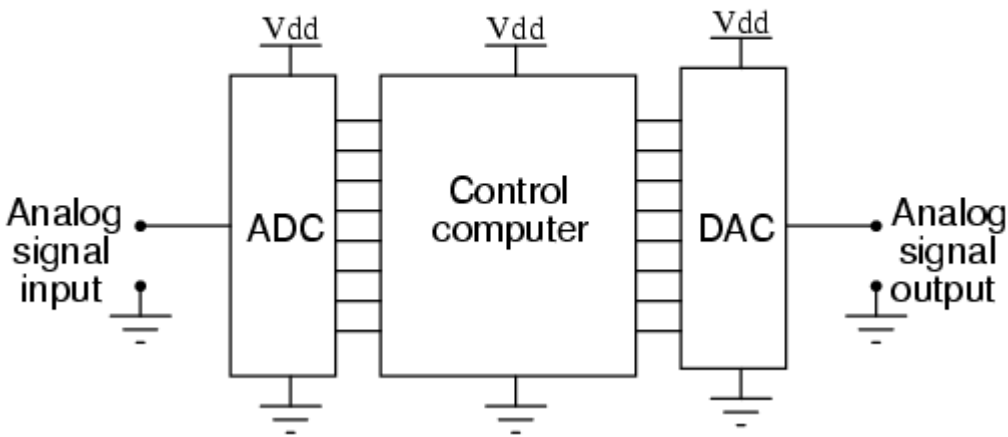 Vdd
Vdd
Vdd
Analog
signal
input
ADC
Control
computer
DAC
Analog
signal
output